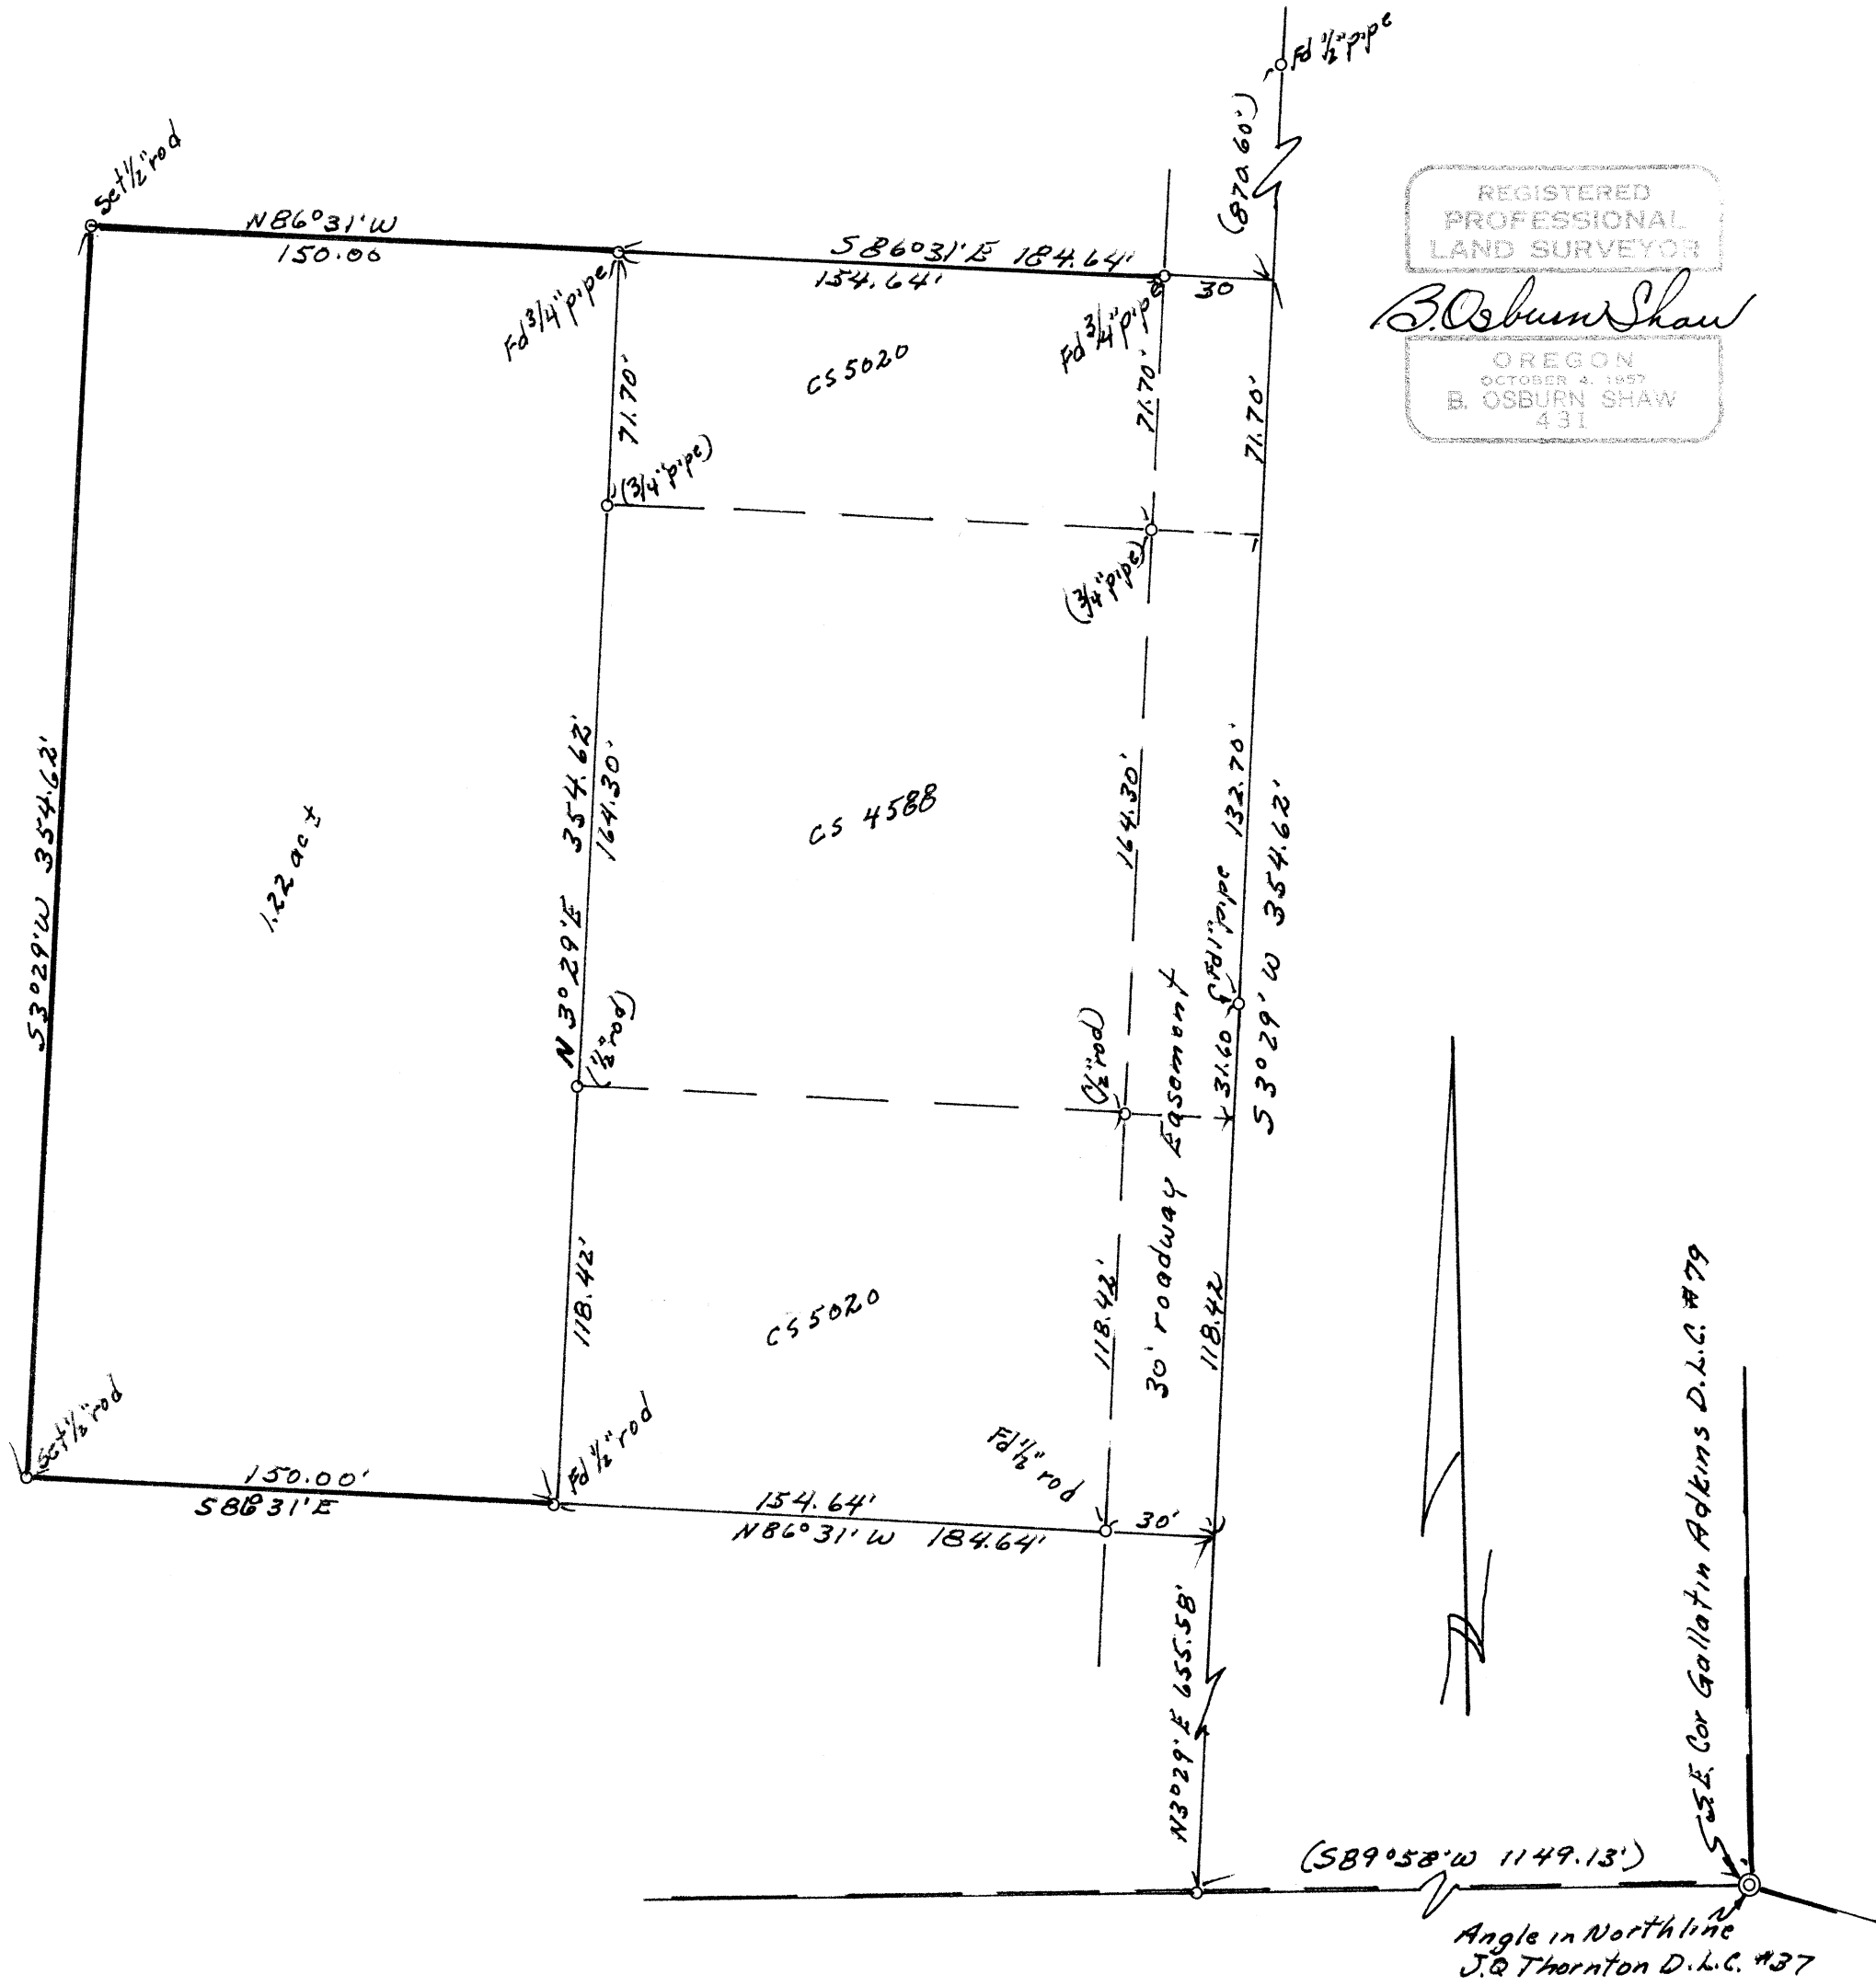 Fd 1/2" pipe
(870.60')
Set 1/2" rod
N86°31'W
150.00
S86°31'E 184.64'
154.64'
30
REGISTERED
PROFESSIONAL
LAND SURVEYOR
B. Osburn Shaw
OREGON
OCTOBER 4, 1957
B. OSBURN SHAW
431
Fd 3/4" pipe
Fd 3/4" pipe
CS 5020
71.70'
71.70'
71.70'
(3/4" pipe)
(3/4" pipe)
S3°29'W 354.62'
1.22 ac ±
N3°29'E 354.62'
164.30'
CS 4588
164.30'
132.70'
S3°29'W 354.62'
Fd 1" pipe
31.60
(1/2" rod)
(1/2" rod)
30' roadway Easement
118.42'
CS 5020
118.42'
118.42
Set 1/2" rod
Fd 1/2" rod
Fd 1/2" rod
150.00'
S86°31'E
154.64'
N86°31'W 184.64'
30'
N3°29'E 655.58'
N
S.E. Cor Gallatin Adkins D.L.C. #79
(S89°58'W 1149.13')
Angle in North line
J.Q Thornton D.L.C. #37